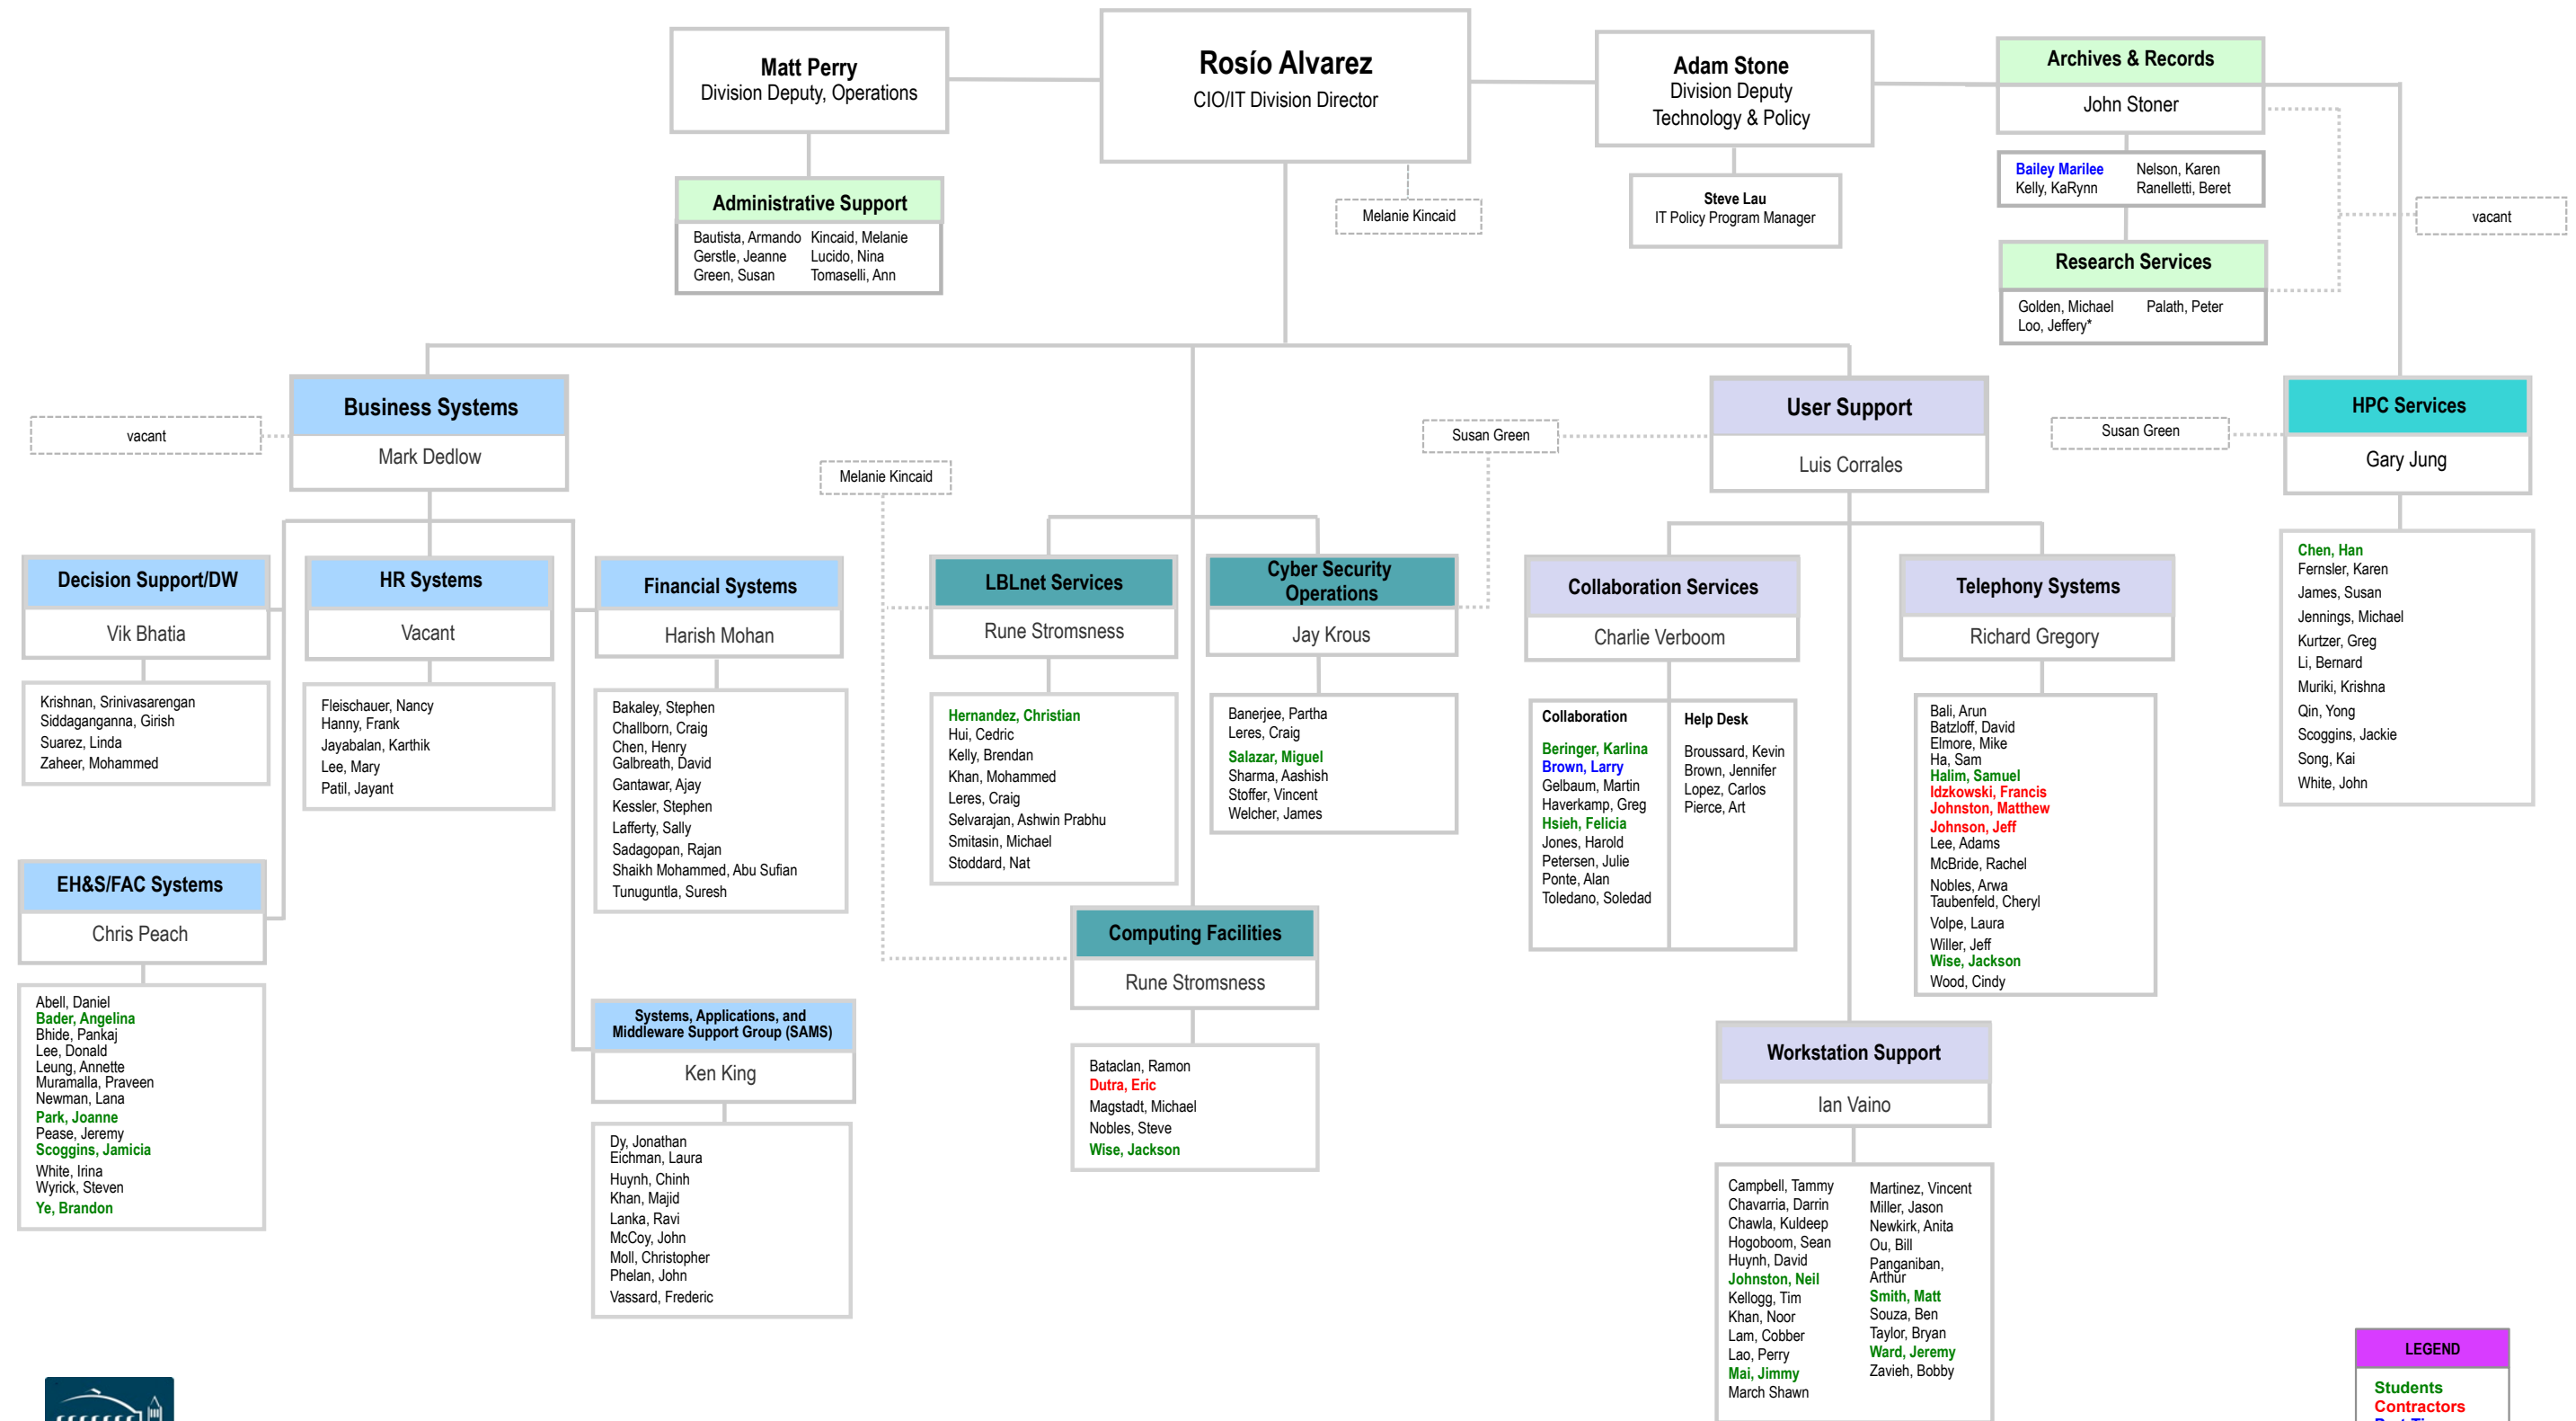 Matt Perry
Division Deputy, Operations
Rosío Alvarez
CIO/IT Division Director
Adam Stone
Division Deputy
Technology & Policy
Archives & Records
John Stoner
Bailey Marilee
Kelly, KaRynn
Nelson, Karen
Ranelletti, Beret
vacant
Administrative Support
Bautista, Armando
Gerstle, Jeanne
Green, Susan
Kincaid, Melanie
Lucido, Nina
Tomaselli, Ann
Melanie Kincaid
Steve Lau
IT Policy Program Manager
Research Services
Golden, Michael
Loo, Jeffery*
Palath, Peter
vacant
Business Systems
Mark Dedlow
Melanie Kincaid
Susan Green
User Support
Luis Corrales
Susan Green
HPC Services
Gary Jung
Decision Support/DW
Vik Bhatia
Krishnan, Srinivasarengan
Siddaganganna, Girish
Suarez, Linda
Zaheer, Mohammed
HR Systems
Vacant
Fleischauer, Nancy
Hanny, Frank
Jayabalan, Karthik
Lee, Mary
Patil, Jayant
Financial Systems
Harish Mohan
Bakaley, Stephen
Challborn, Craig
Chen, Henry
Galbreath, David
Gantawar, Ajay
Kessler, Stephen
Lafferty, Sally
Sadagopan, Rajan
Shaikh Mohammed, Abu Sufian
Tunuguntla, Suresh
LBLnet Services
Rune Stromsness
Hernandez, Christian
Hui, Cedric
Kelly, Brendan
Khan, Mohammed
Leres, Craig
Selvarajan, Ashwin Prabhu
Smitasin, Michael
Stoddard, Nat
Cyber Security
Operations
Jay Krous
Banerjee, Partha
Leres, Craig
Salazar, Miguel
Sharma, Aashish
Stoffer, Vincent
Welcher, James
Collaboration Services
Charlie Verboom
Collaboration
Beringer, Karlina
Brown, Larry
Gelbaum, Martin
Haverkamp, Greg
Hsieh, Felicia
Jones, Harold
Petersen, Julie
Ponte, Alan
Toledano, Soledad
Help Desk
Broussard, Kevin
Brown, Jennifer
Lopez, Carlos
Pierce, Art
Telephony Systems
Richard Gregory
Bali, Arun
Batzloff, David
Elmore, Mike
Ha, Sam
Halim, Samuel
Idzkowski, Francis
Johnston, Matthew
Johnson, Jeff
Lee, Adams
McBride, Rachel
Nobles, Arwa
Taubenfeld, Cheryl
Volpe, Laura
Willer, Jeff
Wise, Jackson
Wood, Cindy
Chen, Han
Fernsler, Karen
James, Susan
Jennings, Michael
Kurtzer, Greg
Li, Bernard
Muriki, Krishna
Qin, Yong
Scoggins, Jackie
Song, Kai
White, John
EH&S/FAC Systems
Chris Peach
Abell, Daniel
Bader, Angelina
Bhide, Pankaj
Lee, Donald
Leung, Annette
Muramalla, Praveen
Newman, Lana
Park, Joanne
Pease, Jeremy
Scoggins, Jamicia
White, Irina
Wyrick, Steven
Ye, Brandon
Systems, Applications, and
Middleware Support Group (SAMS)
Ken King
Dy, Jonathan
Eichman, Laura
Huynh, Chinh
Khan, Majid
Lanka, Ravi
McCoy, John
Moll, Christopher
Phelan, John
Vassard, Frederic
Computing Facilities
Rune Stromsness
Bataclan, Ramon
Dutra, Eric
Magstadt, Michael
Nobles, Steve
Wise, Jackson
Workstation Support
Ian Vaino
Campbell, Tammy
Chavarria, Darrin
Chawla, Kuldeep
Hogoboom, Sean
Huynh, David
Johnston, Neil
Kellogg, Tim
Khan, Noor
Lam, Cobber
Lao, Perry
Mai, Jimmy
March Shawn
Martinez, Vincent
Miller, Jason
Newkirk, Anita
Ou, Bill
Panganiban,
Arthur
Smith, Matt
Souza, Ben
Taylor, Bryan
Ward, Jeremy
Zavieh, Bobby
LEGEND
Students
Contractors